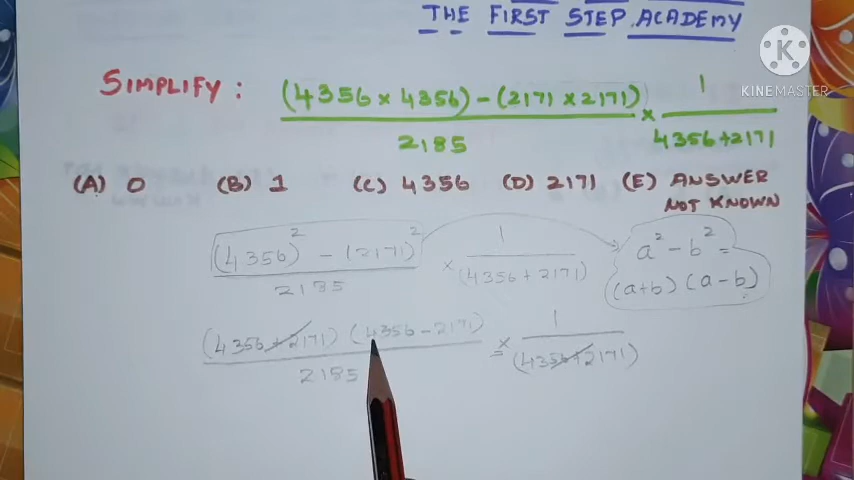 THE FIRST STEP ACADEMY
K
KINEMASTER
SIMPLIFY : (4356 x 4356) - (2171 x 2171) / 2185 x 1 / 4356+2171
(A) 0 (B) 1 (C) 4356 (D) 2171 (E) ANSWER NOT KNOWN
(4356)² - (2171)² / 2185 x 1 / (4356+2171)
a² - b² = (a+b) (a-b)
(4356+2171) (4356-2171) / 2185 x 1 / (4356+2171)
=